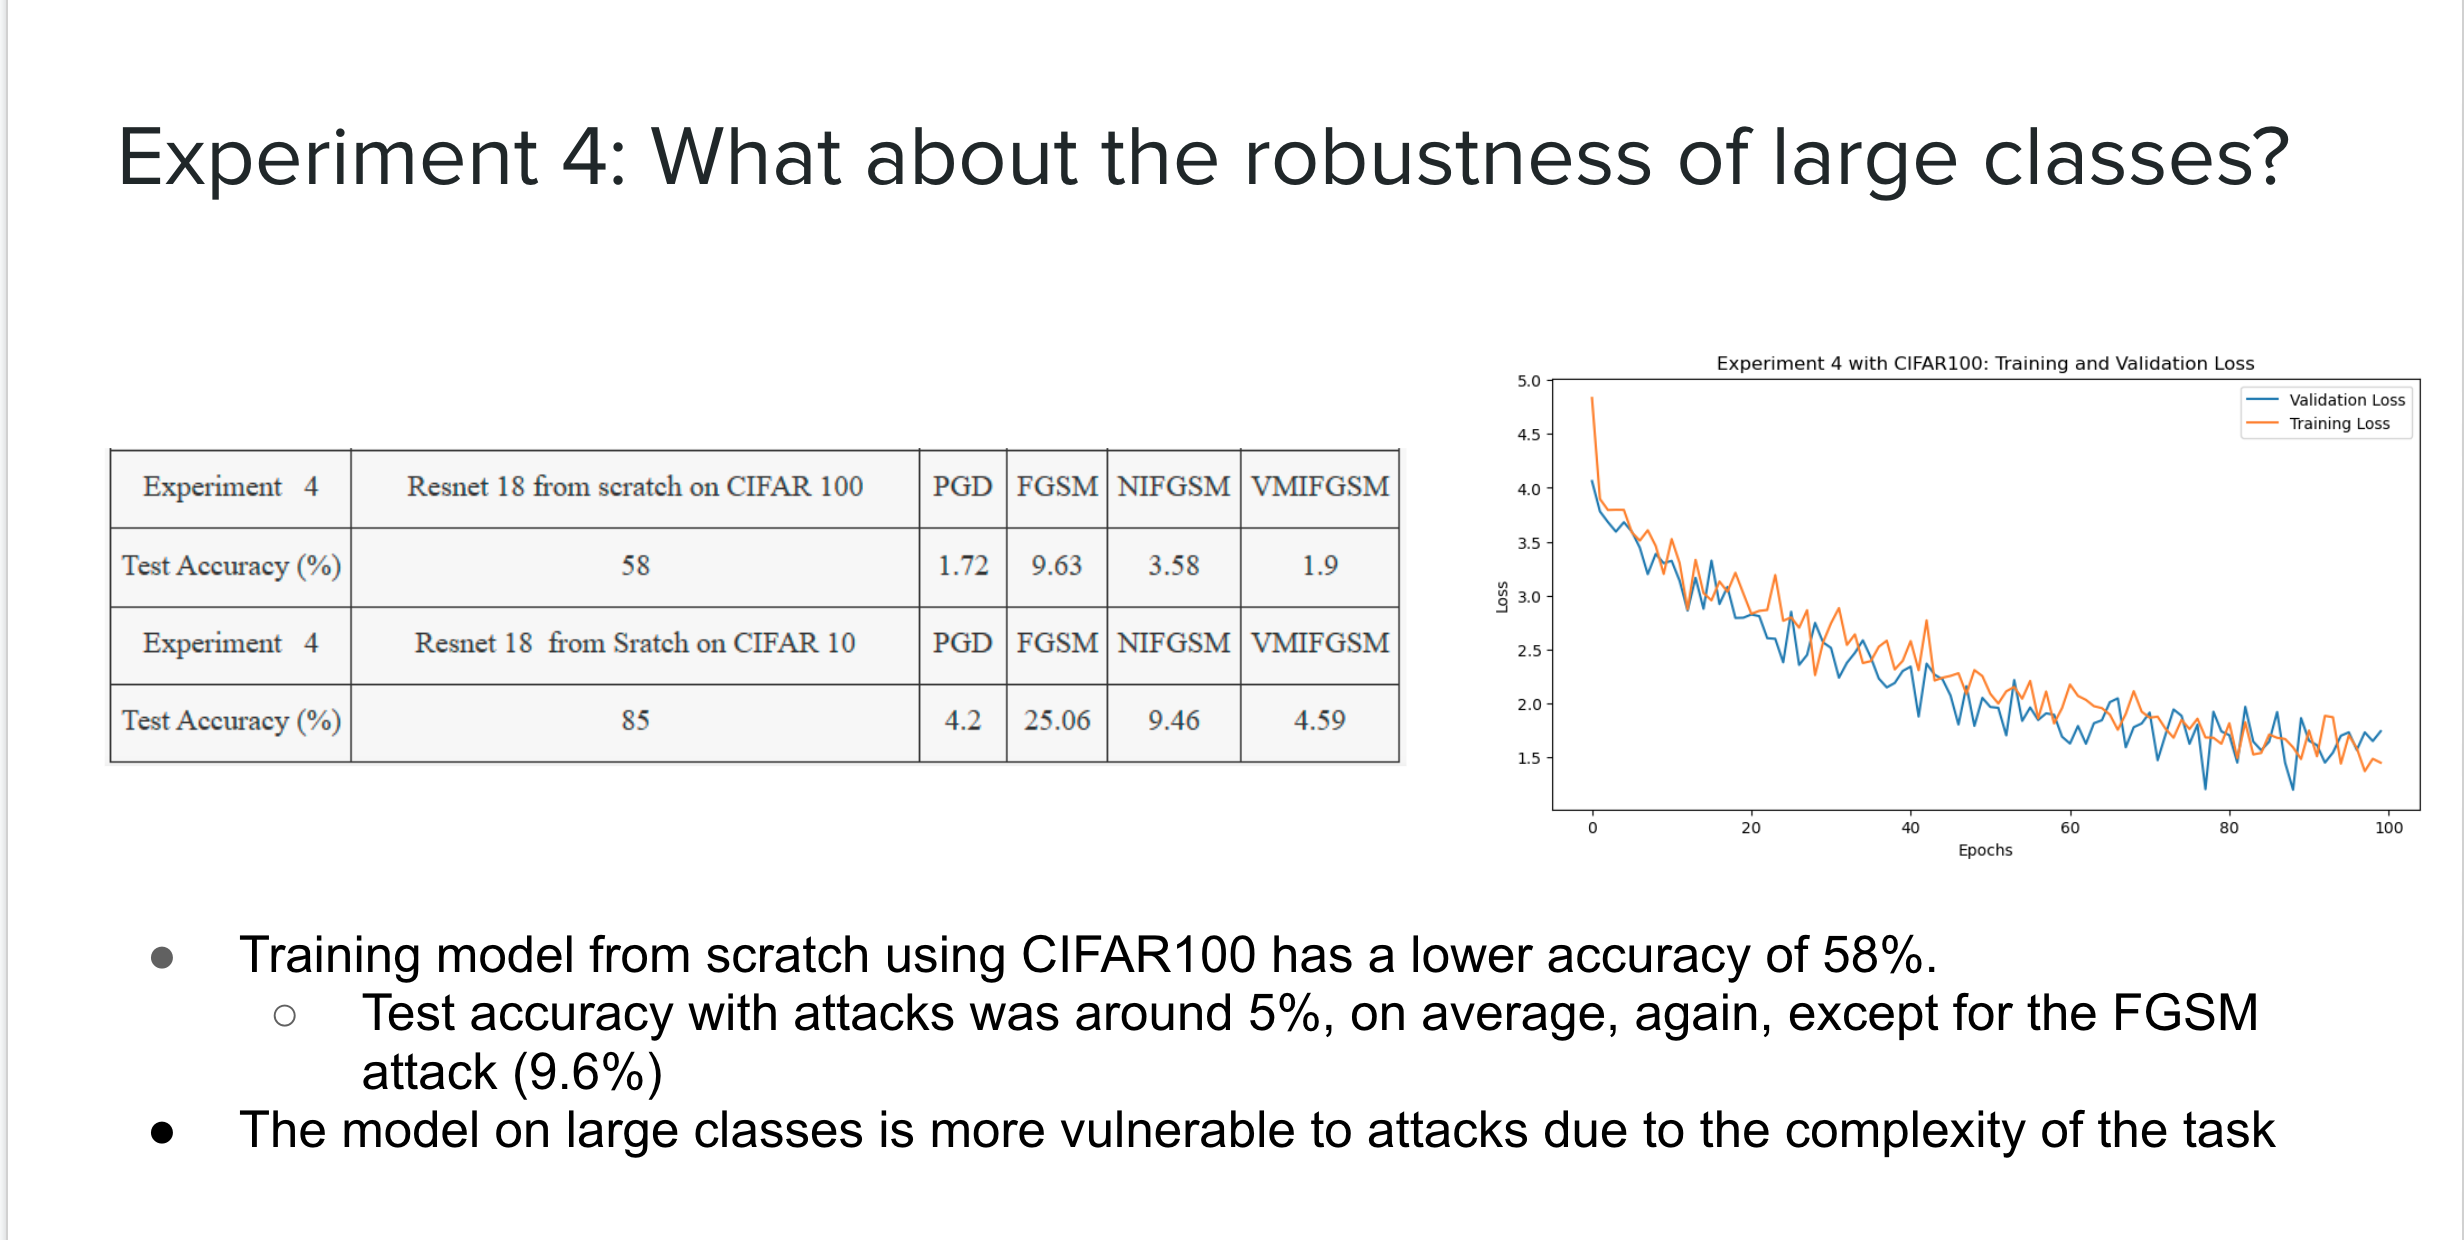 Experiment 4: What about the robustness of large classes?
Experiment 4 Resnet 18 from scratch on CIFAR 100 PGD FGSM NIFGSM VMIFGSM
Test Accuracy (%) 58 1.72 9.63 3.58 1.9
Experiment 4 Resnet 18 from Sratch on CIFAR 10 PGD FGSM NIFGSM VMIFGSM
Test Accuracy (%) 85 4.2 25.06 9.46 4.59
Experiment 4 with CIFAR100: Training and Validation Loss
Validation Loss
Training Loss
5.0
4.5
4.0
3.5
3.0
2.5
2.0
1.5
Loss
0 20 40 60 80 100
Epochs
● Training model from scratch using CIFAR100 has a lower accuracy of 58%.
○ Test accuracy with attacks was around 5%, on average, again, except for the FGSM
attack (9.6%)
● The model on large classes is more vulnerable to attacks due to the complexity of the task